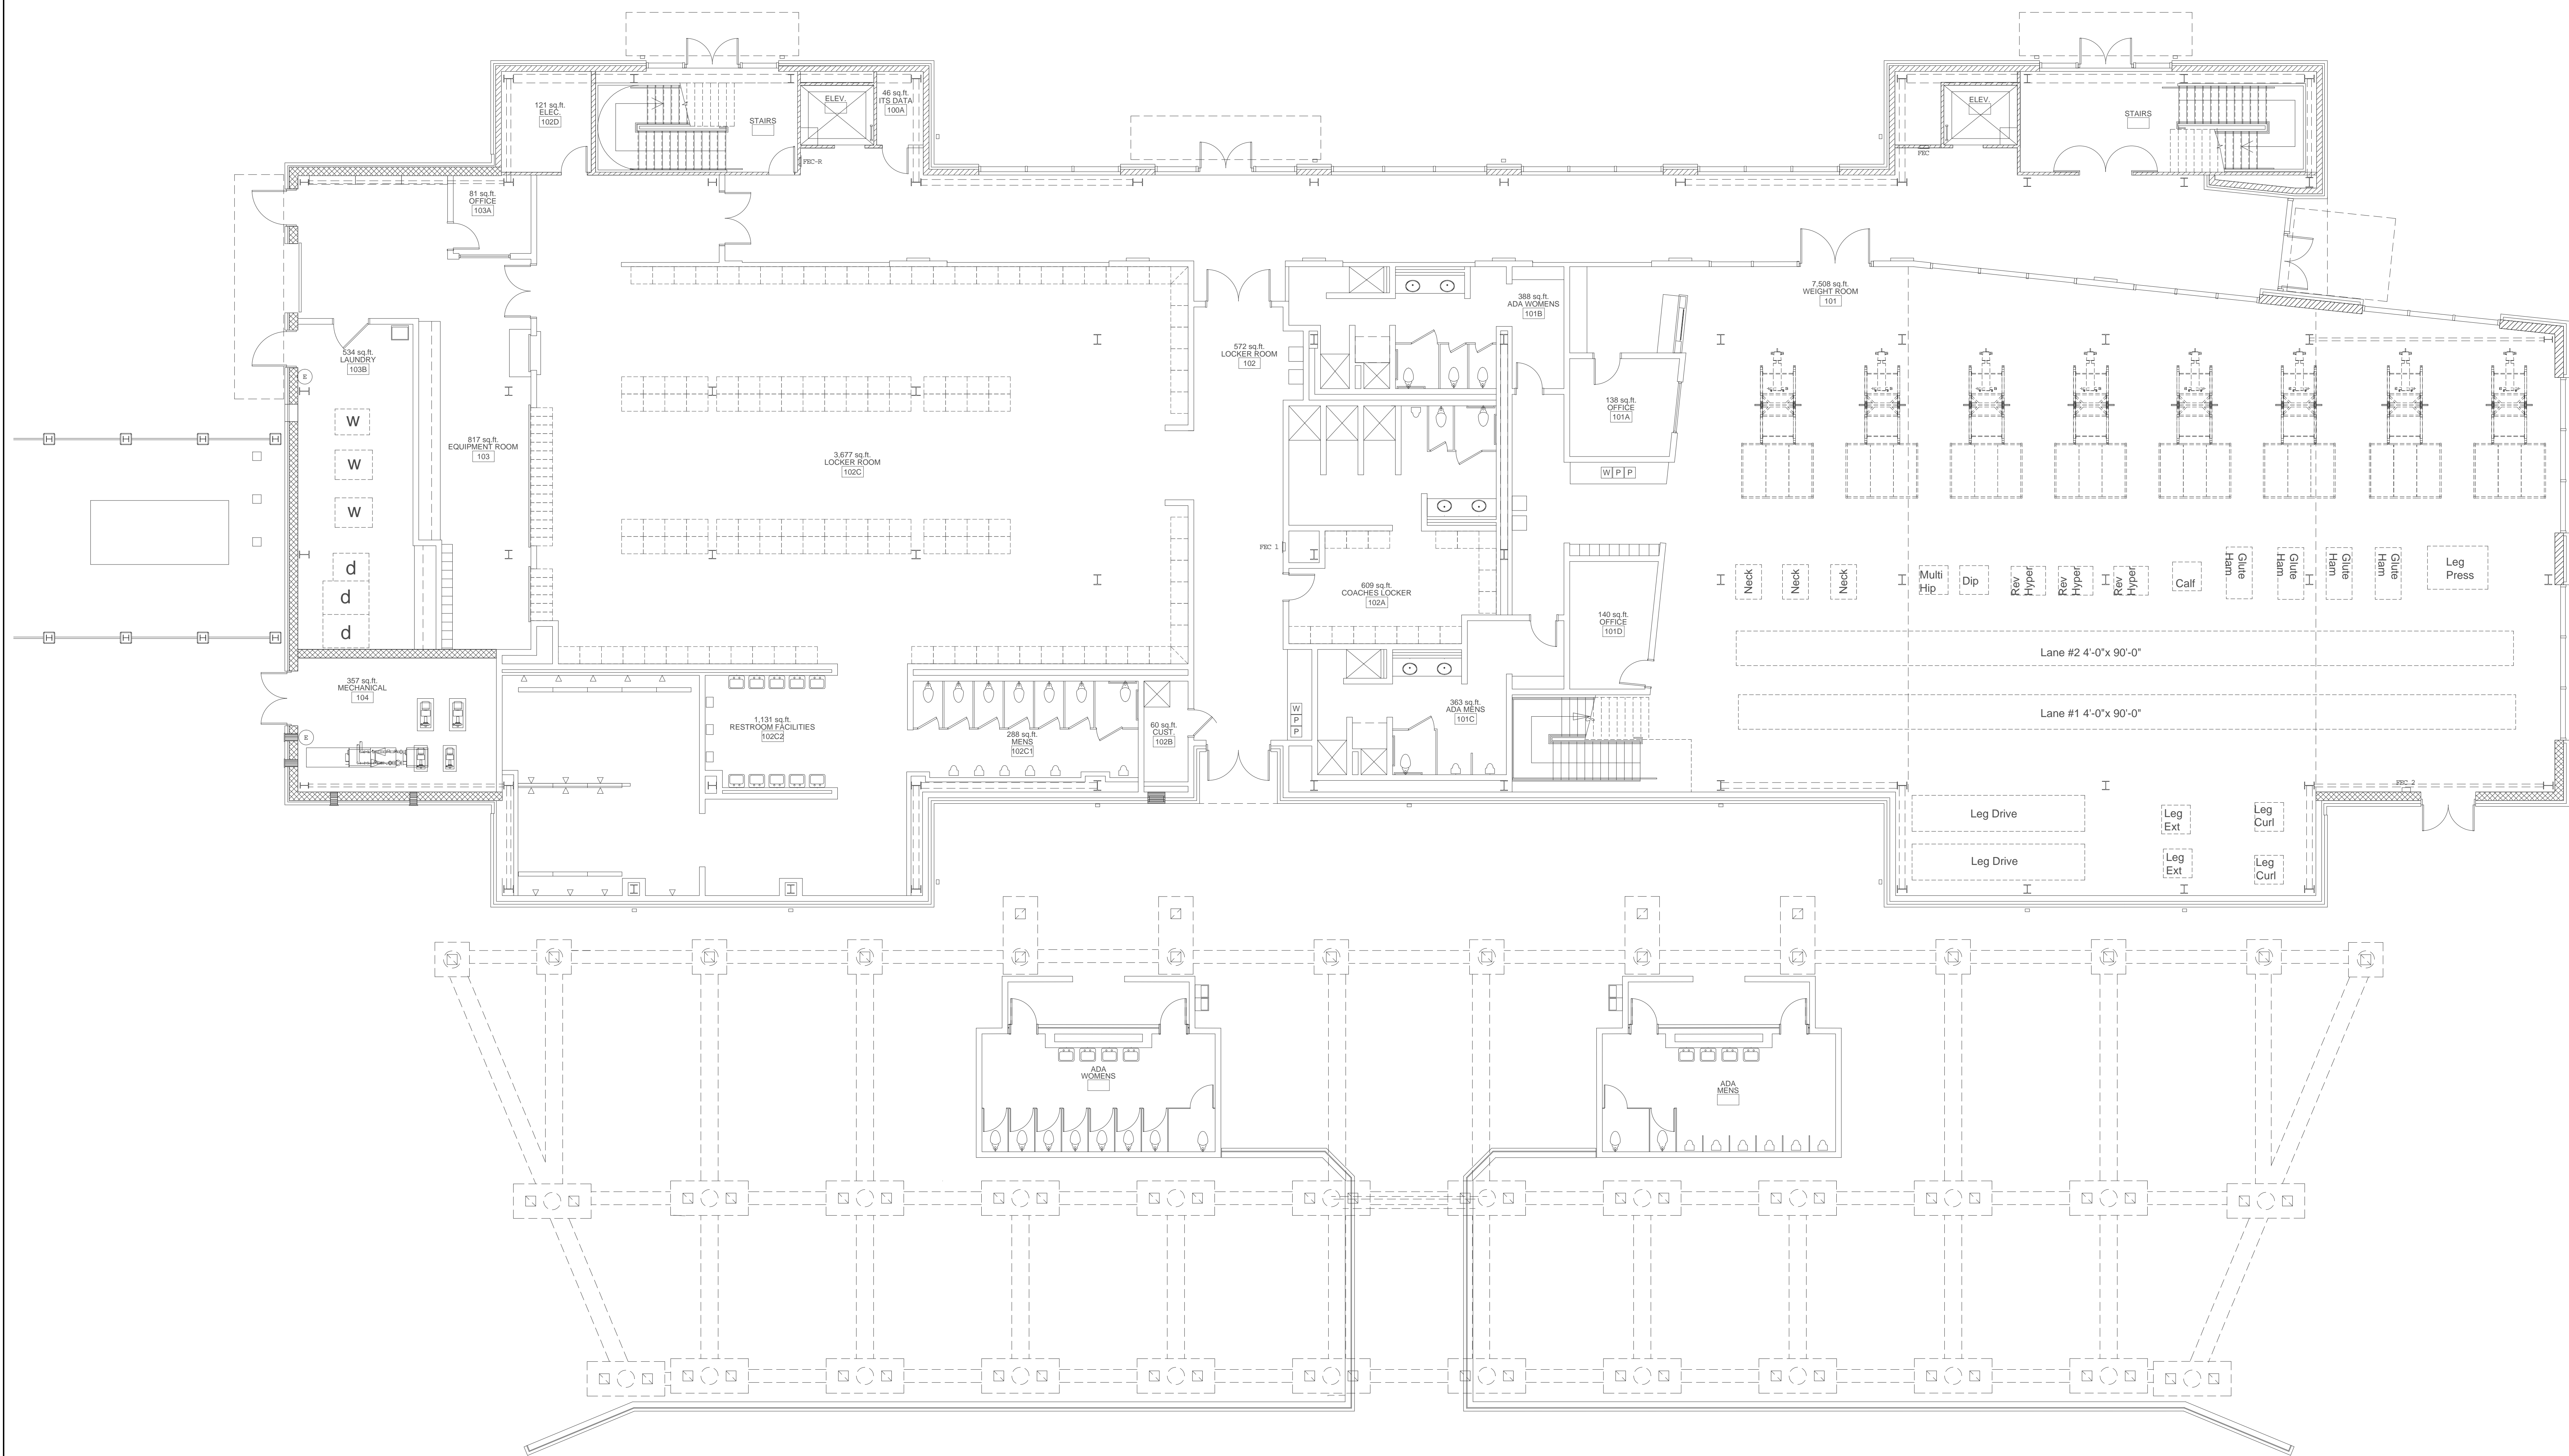 121 sq.ft.
ELEC.
102D
STAIRS
ELEV.
46 sq.ft.
ITS DATA
100A
FEC-R
ELEV.
FEC
STAIRS
81 sq.ft.
OFFICE
103A
534 sq.ft.
LAUNDRY
103B
E
W
W
W
d
d
d
817 sq.ft.
EQUIPMENT ROOM
103
3,677 sq.ft.
LOCKER ROOM
102C
572 sq.ft.
LOCKER ROOM
102
388 sq.ft.
ADA WOMENS
101B
7,508 sq.ft.
WEIGHT ROOM
101
138 sq.ft.
OFFICE
101A
W P P
FEC 1
609 sq.ft.
COACHES LOCKER
102A
140 sq.ft.
OFFICE
101D
Neck
Neck
Neck
Multi
Hip
Dip
Rev
Hyper
Rev
Hyper
Rev
Hyper
Calf
Glute
Ham
Glute
Ham
Glute
Ham
Glute
Ham
Leg
Press
Lane #2 4'-0"x 90'-0"
Lane #1 4'-0"x 90'-0"
357 sq.ft.
MECHANICAL
104
E
1,131 sq.ft.
RESTROOM FACILITIES
102C2
288 sq.ft.
MENS
102C1
60 sq.ft.
CUST.
102B
W
P
P
363 sq.ft.
ADA MENS
101C
FEC 2
Leg Drive
Leg
Ext
Leg
Curl
Leg Drive
Leg
Ext
Leg
Curl
ADA
WOMENS
ADA
MENS